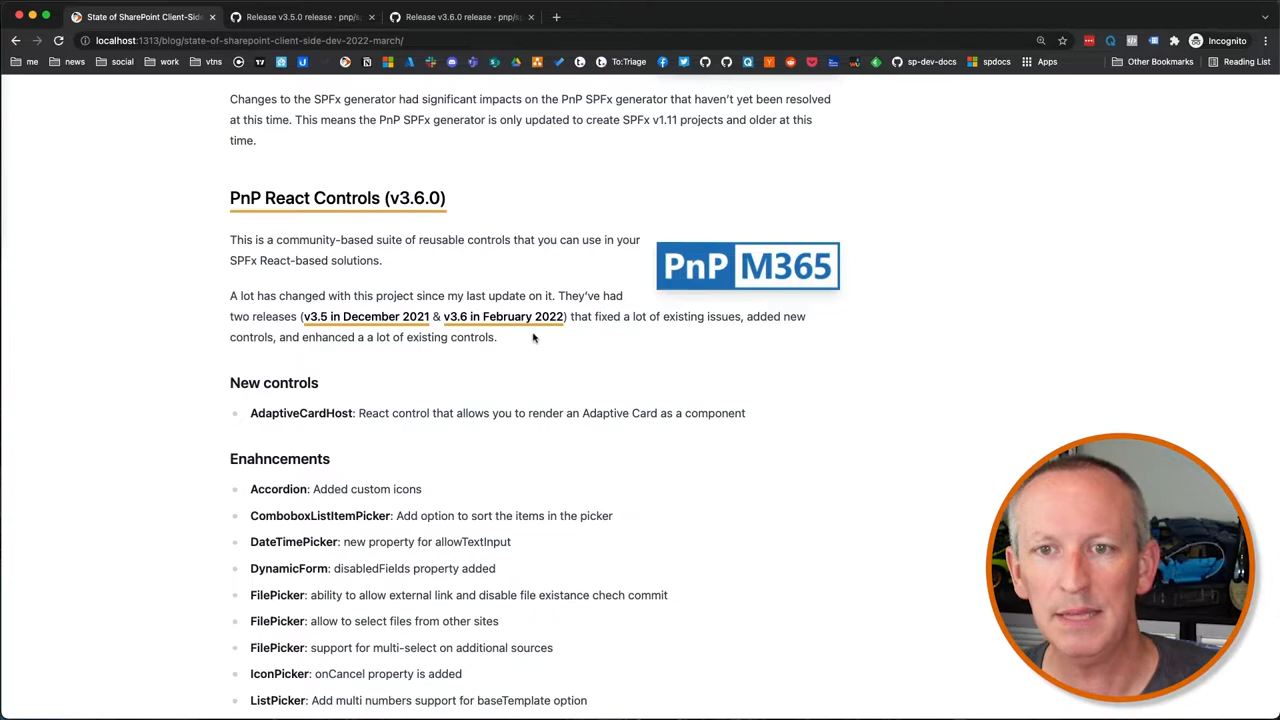 State of SharePoint Client-Side
Release v3.5.0 release · pnp/s
Release v3.6.0 release · pnp/s
localhost:1313/blog/state-of-sharepoint-client-side-dev-2022-march/
Incognito
me
news
social
work
vtns
To:Triage
sp-dev-docs
spdocs
Apps
Other Bookmarks
Reading List
Changes to the SPFx generator had significant impacts on the PnP SPFx generator that haven't yet been resolved
at this time. This means the PnP SPFx generator is only updated to create SPFx v1.11 projects and older at this
time.
PnP React Controls (v3.6.0)
This is a community-based suite of reusable controls that you can use in your
SPFx React-based solutions.
PnP M365
A lot has changed with this project since my last update on it. They've had
two releases (v3.5 in December 2021 & v3.6 in February 2022) that fixed a lot of existing issues, added new
controls, and enhanced a a lot of existing controls.
New controls
AdaptiveCardHost: React control that allows you to render an Adaptive Card as a component
Enahncements
Accordion: Added custom icons
ComboboxListItemPicker: Add option to sort the items in the picker
DateTimePicker: new property for allowTextInput
DynamicForm: disabledFields property added
FilePicker: ability to allow external link and disable file existance chech commit
FilePicker: allow to select files from other sites
FilePicker: support for multi-select on additional sources
IconPicker: onCancel property is added
ListPicker: Add multi numbers support for baseTemplate option